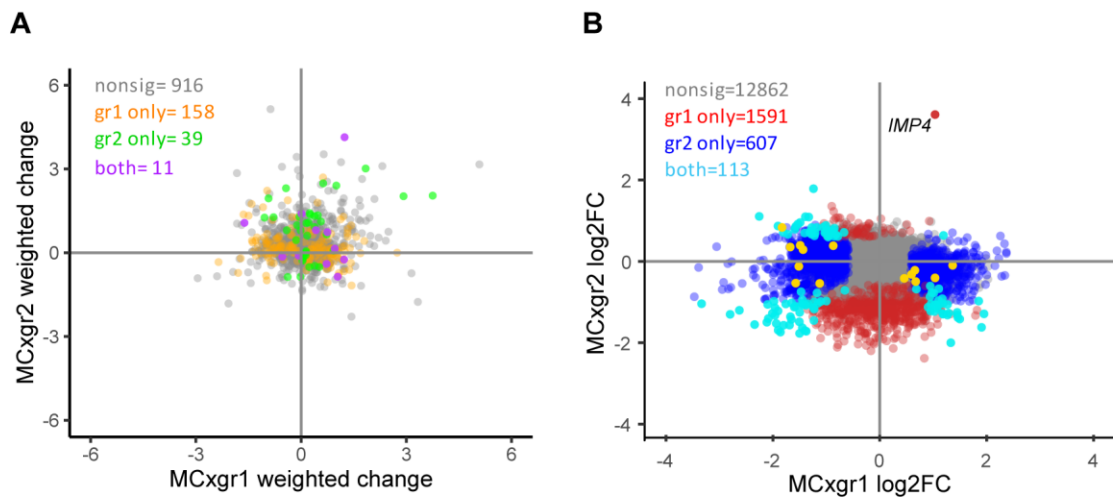 A
6
3
0
-3
-6
-6
-3
0
3
6
MCxgr2 weighted change
MCxgr1 weighted change
nonsig= 916
gr1 only= 158
gr2 only= 39
both= 11
B
4
2
0
-2
-4
-4
-2
0
2
4
MCxgr2 log2FC
MCxgr1 log2FC
nonsig=12862
gr1 only=1591
gr2 only=607
both=113
IMP4